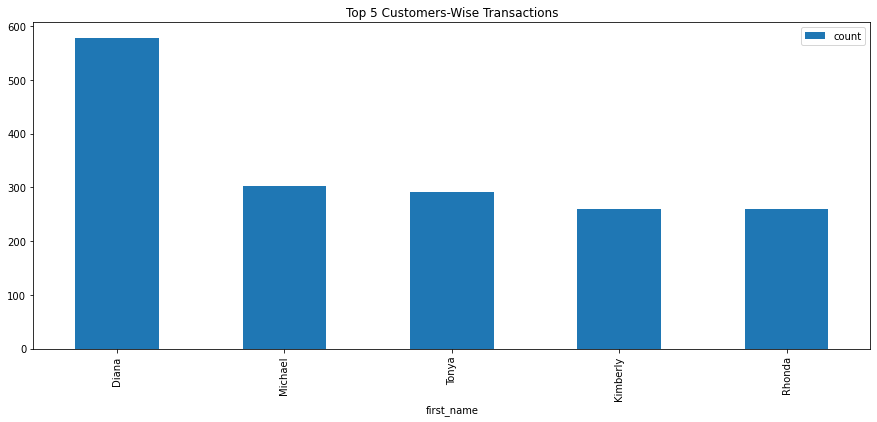 Top 5 Customers-Wise Transactions
count
600
500
400
300
200
100
0
Diana
Michael
Tonya
Kimberly
Rhonda
first_name